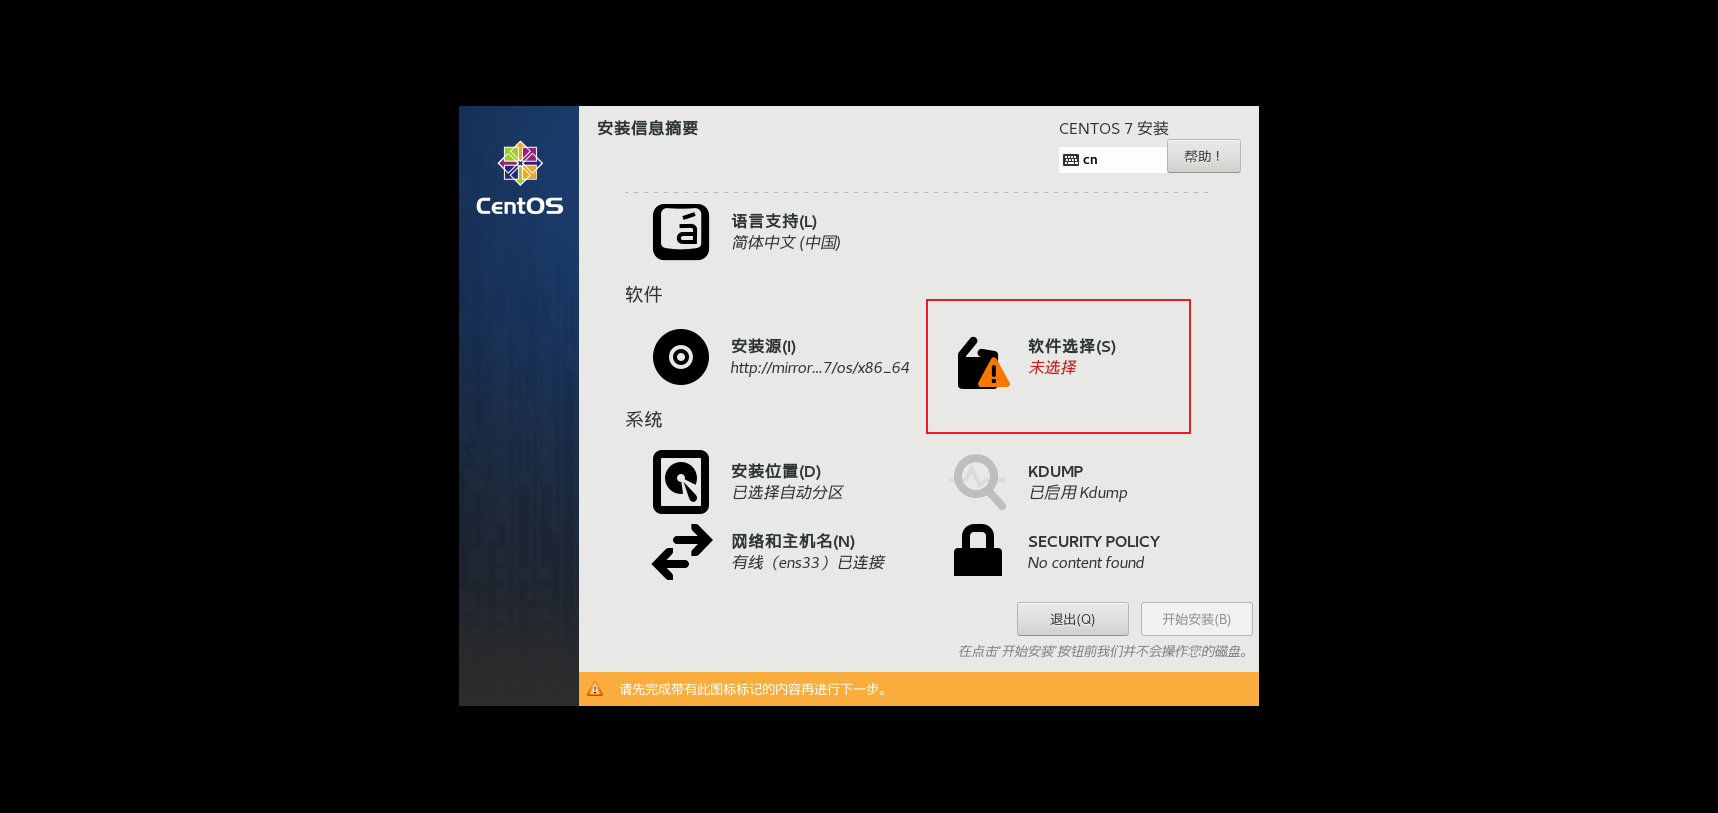 CentOS
安装信息摘要
CENTOS 7 安装
cn
帮助！
语言支持(L)
简体中文 (中国)
软件
安装源(I)
http://mirror...7/os/x86_64
软件选择(S)
未选择
系统
安装位置(D)
已选择自动分区
KDUMP
已启用 Kdump
网络和主机名(N)
有线（ens33）已连接
SECURITY POLICY
No content found
退出(Q)
开始安装(B)
在点击"开始安装"按钮前我们并不会操作您的磁盘。
请先完成带有此图标标记的内容再进行下一步。